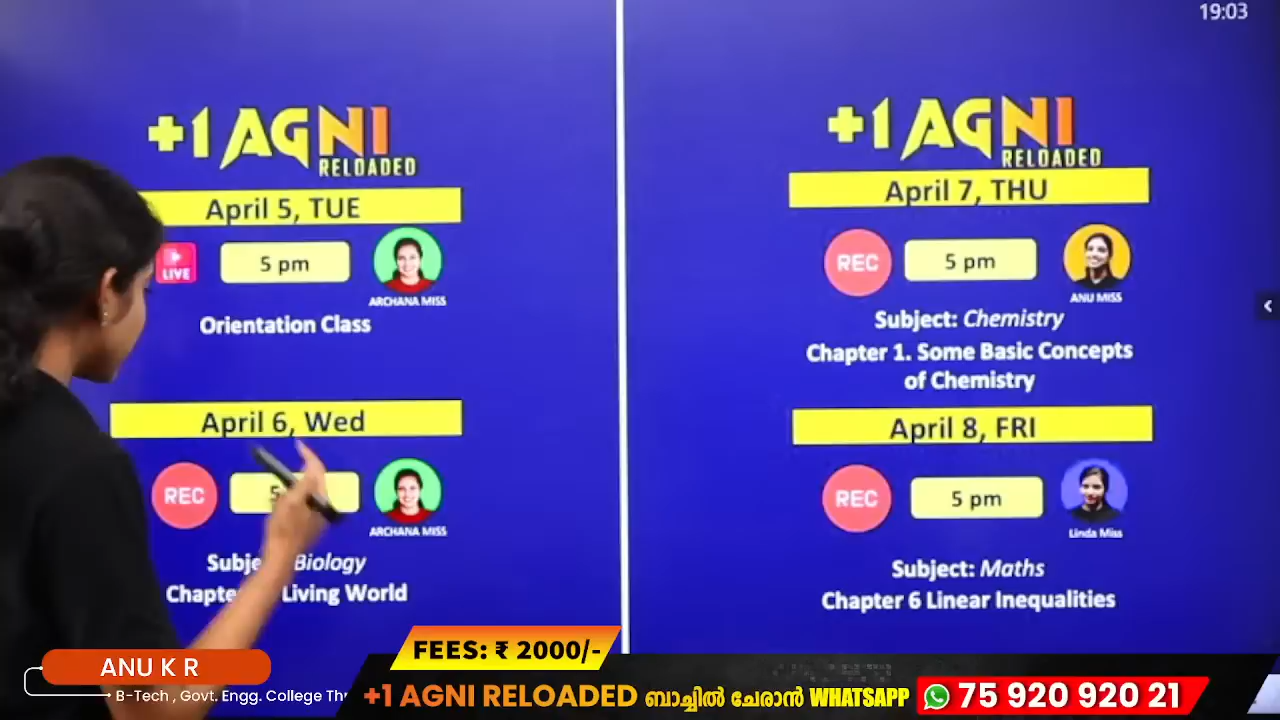 19:03
+1 AGNI
RELOADED
April 5, TUE
LIVE
5 pm
ARCHANA MISS
Orientation Class
April 6, Wed
REC
ARCHANA MISS
Biology
Living World
+1 AGNI
RELOADED
April 7, THU
REC
5 pm
ANU MISS
Subject: Chemistry
Chapter 1. Some Basic Concepts
of Chemistry
April 8, FRI
REC
5 pm
Linda Miss
Subject: Maths
Chapter 6 Linear Inequalities
ANU K R
B-Tech , Govt. Engg. College
FEES: ₹ 2000/-
+1 AGNI RELOADED ബാച്ചിൽ ചേരാൻ WHATSAPP 75 920 920 21